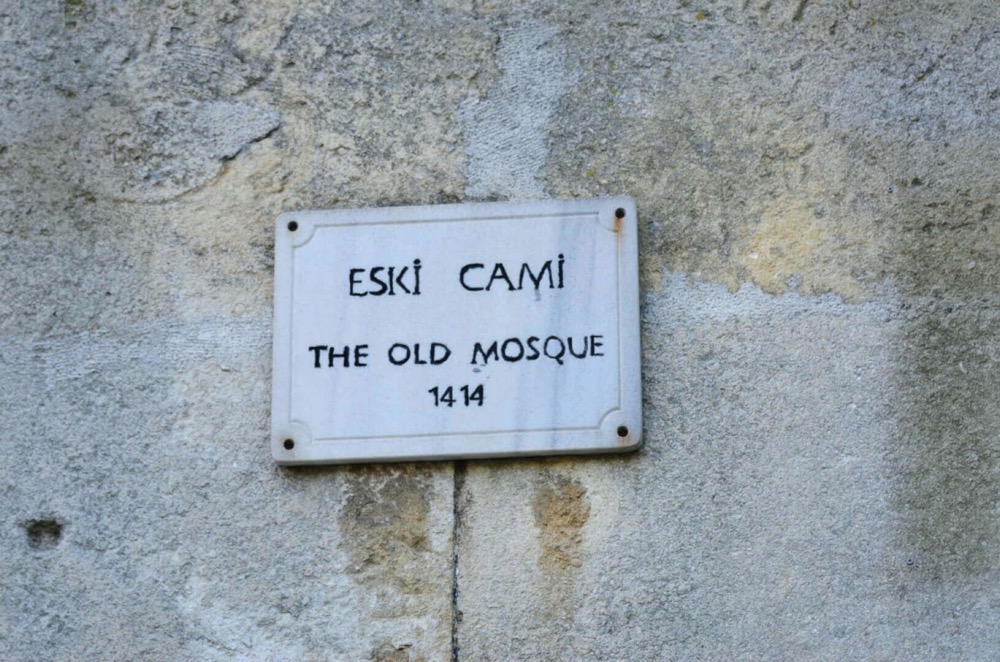 ESKİ CAMİ
THE OLD MOSQUE
1414